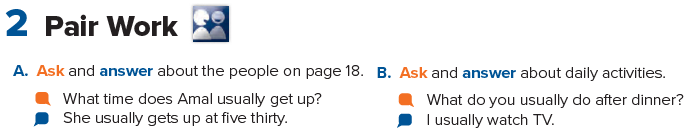 2 Pair Work
A. Ask and answer about the people on page 18.
What time does Amal usually get up?
She usually gets up at five thirty.
B. Ask and answer about daily activities.
What do you usually do after dinner?
I usually watch TV.